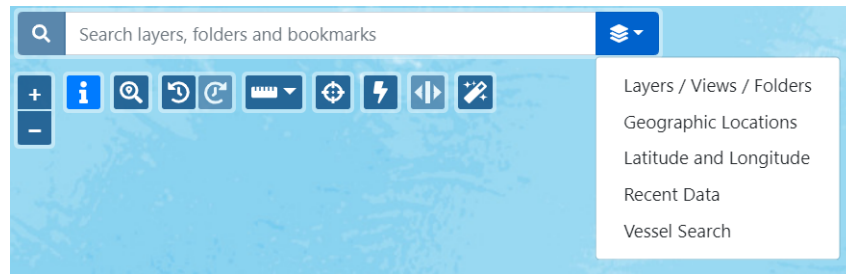 Search layers, folders and bookmarks
+
i
−
Layers / Views / Folders
Geographic Locations
Latitude and Longitude
Recent Data
Vessel Search